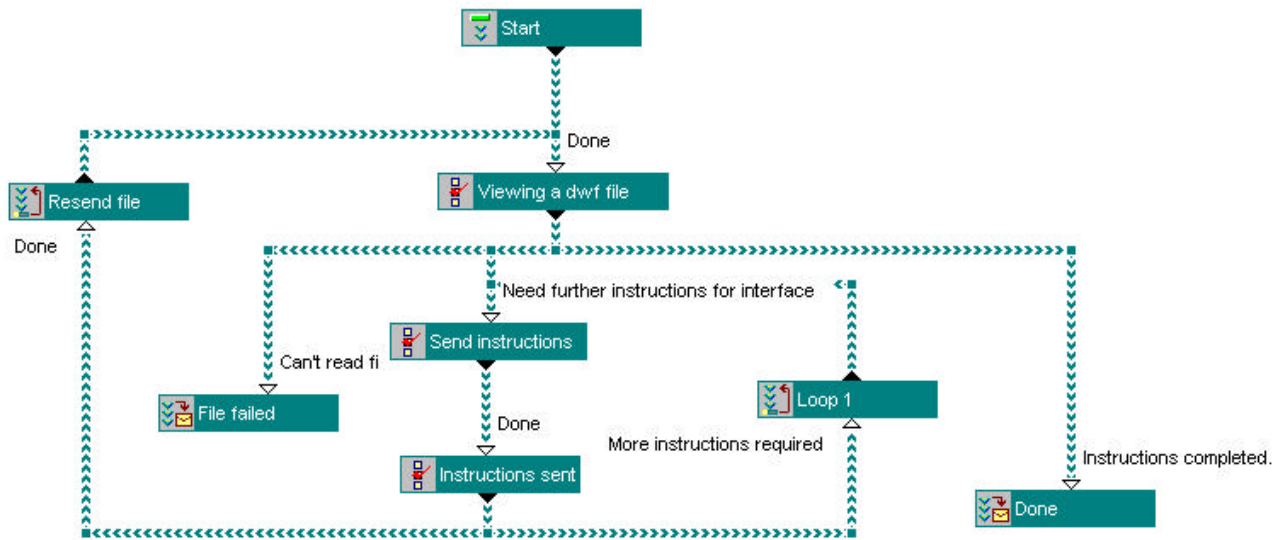 Start
Done
Viewing a dwf file
Resend file
Done
Need further instructions for interface
Send instructions
Can't read fi
File failed
Loop 1
Done
More instructions required
Instructions completed.
Instructions sent
Done